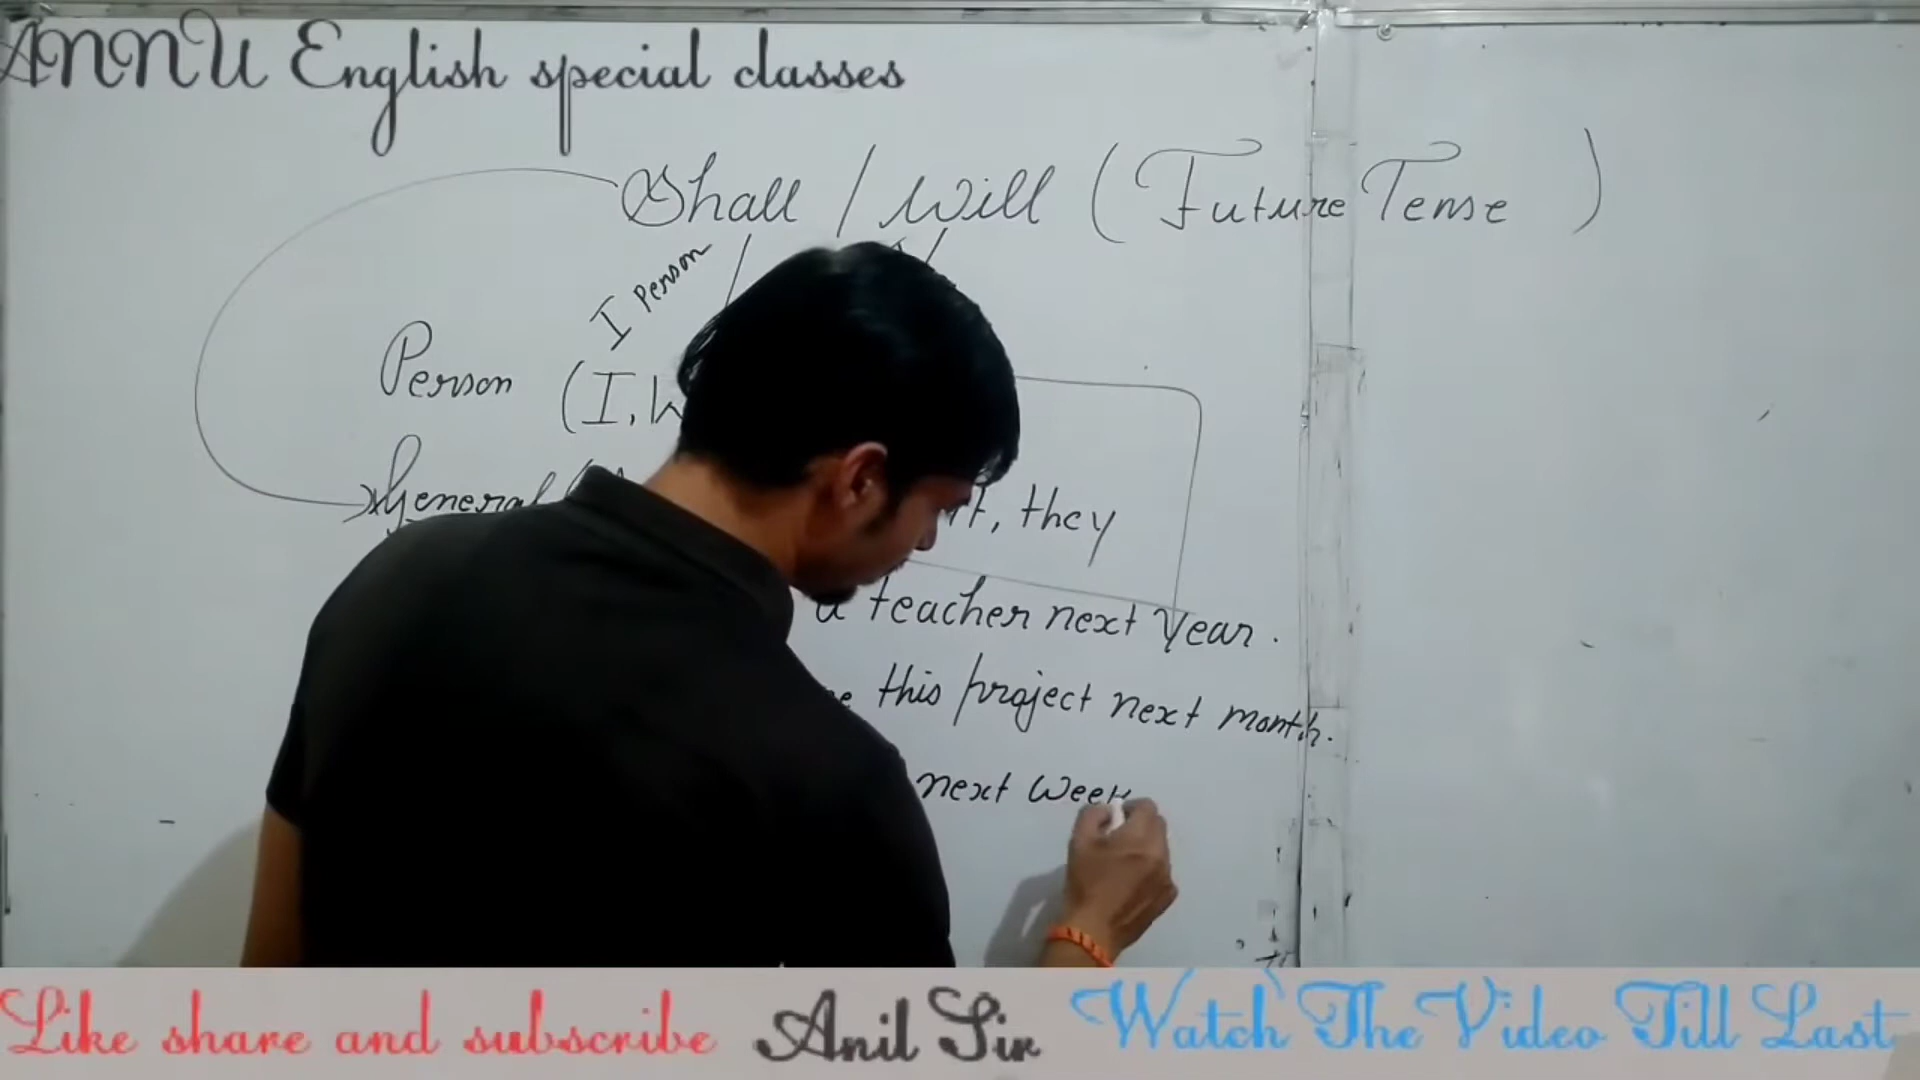 ANNU English special classes
Shall / Will ( Future Tense )
I Person
Person (I,
General
they
teacher next year.
this project next month.
next Week
Like share and subscribe Anil Sir Watch The Video Till Last